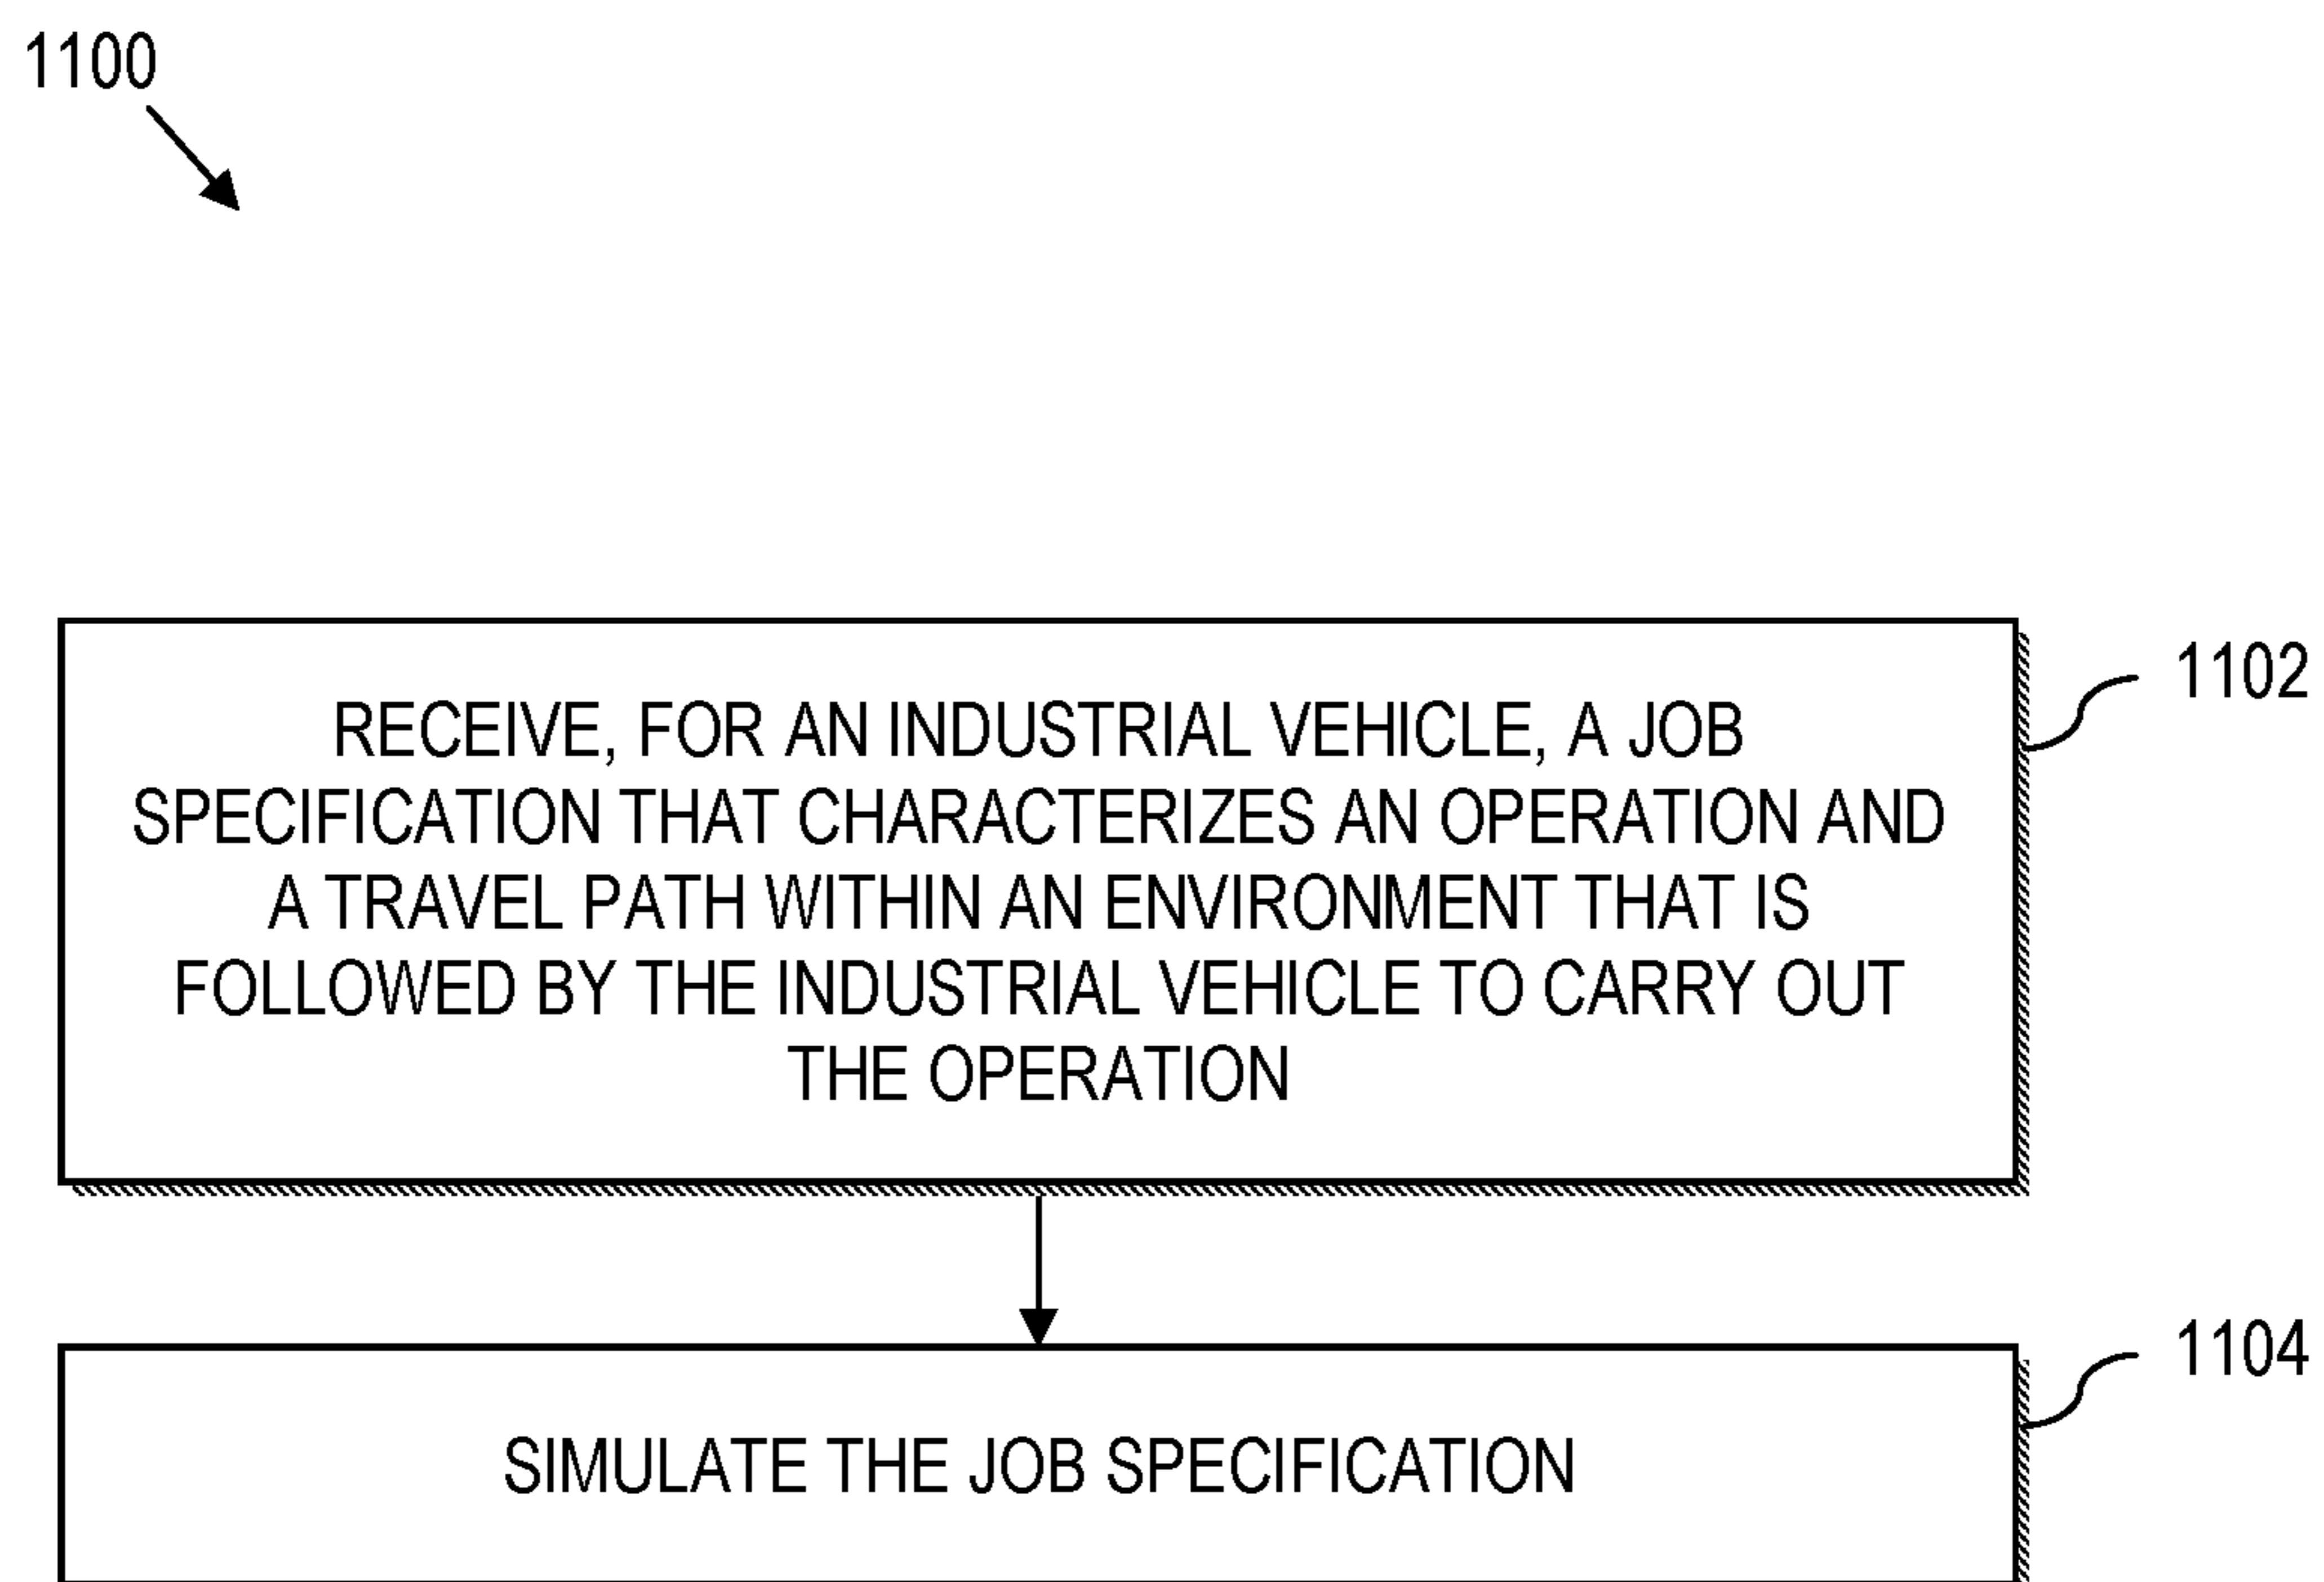 1100
RECEIVE, FOR AN INDUSTRIAL VEHICLE, A JOB
SPECIFICATION THAT CHARACTERIZES AN OPERATION AND
A TRAVEL PATH WITHIN AN ENVIRONMENT THAT IS
FOLLOWED BY THE INDUSTRIAL VEHICLE TO CARRY OUT
THE OPERATION
1102
SIMULATE THE JOB SPECIFICATION
1104